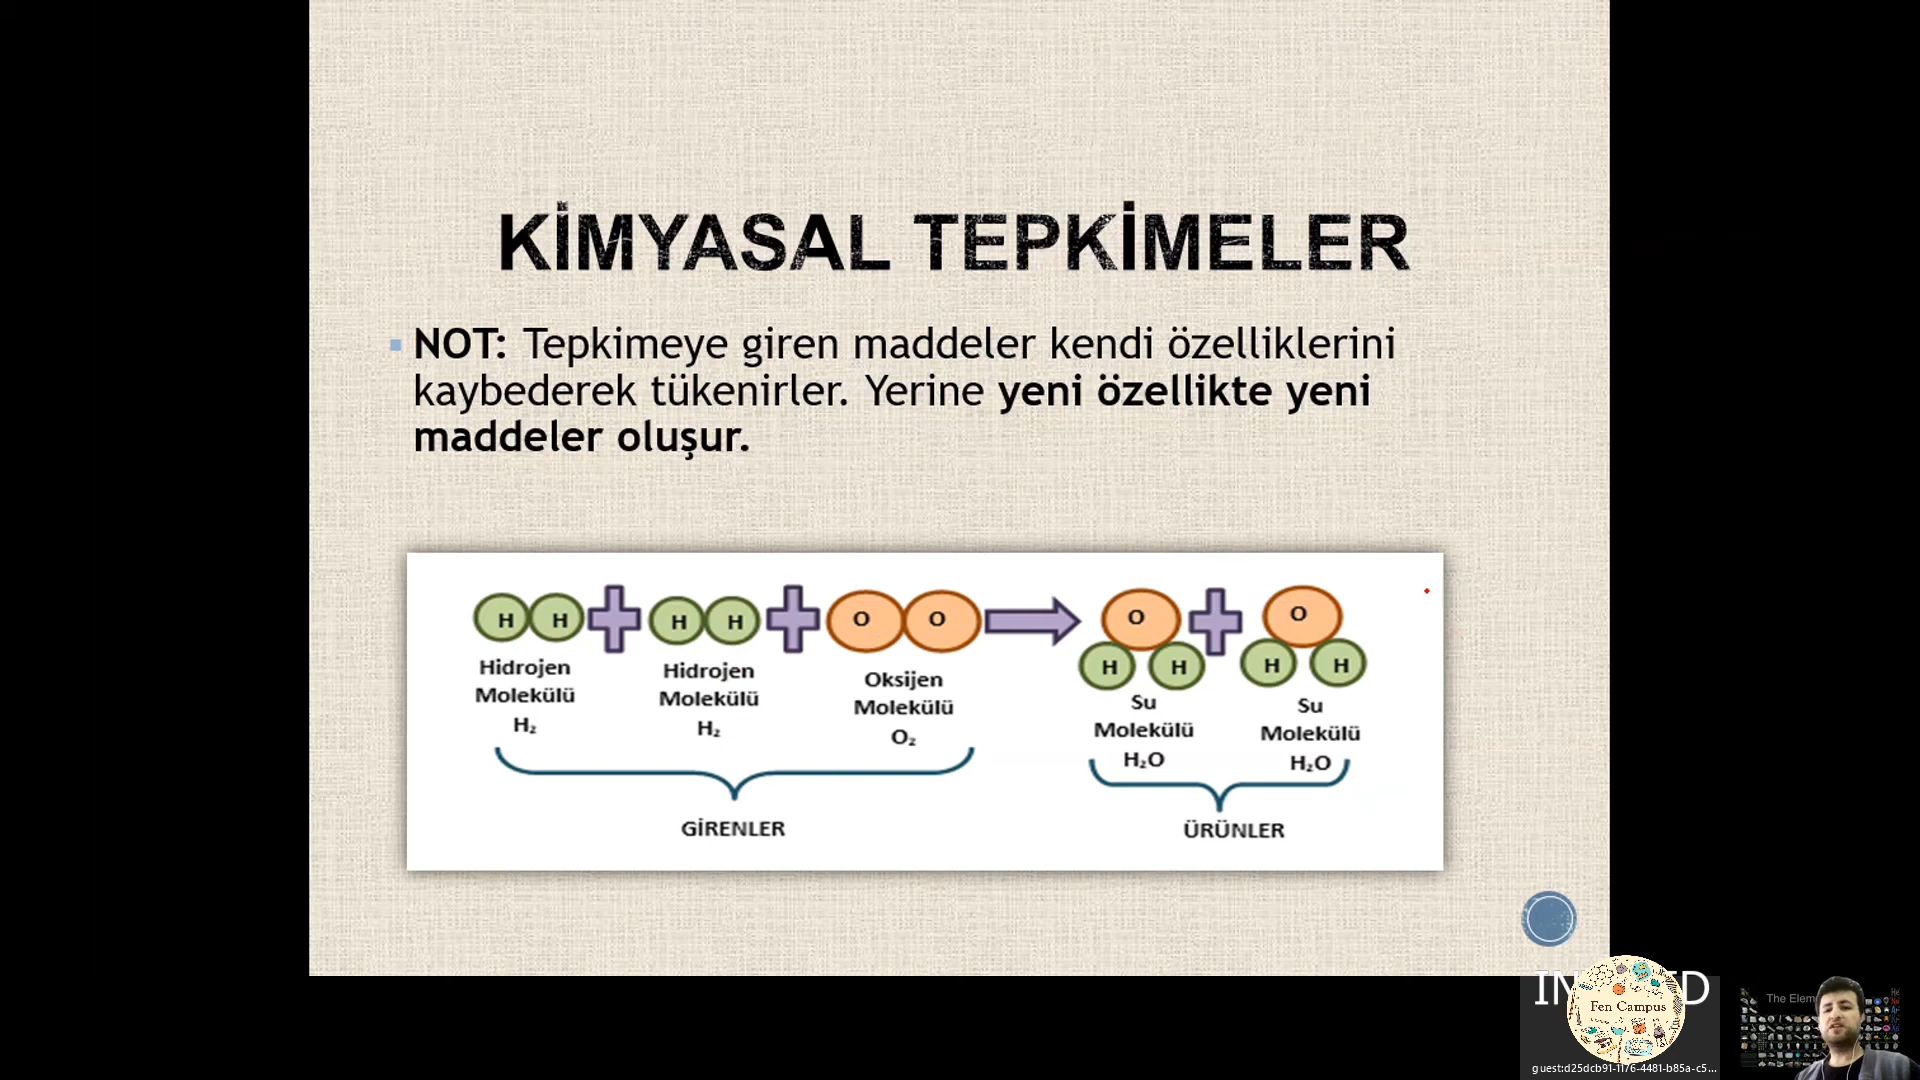 KİMYASAL TEPKİMELER
NOT: Tepkimeye giren maddeler kendi özelliklerini
kaybederek tükenirler. Yerine yeni özellikte yeni
maddeler oluşur.
H H H H O O O O
H H H H
Hidrojen
Molekülü
H₂
Hidrojen
Molekülü
H₂
Oksijen
Molekülü
O₂
Su
Molekülü
H₂O
Su
Molekülü
H₂O
GİRENLER
ÜRÜNLER
Fen Campus
guest:d25dcb91-1176-4481-b85a-c5...
The Elem